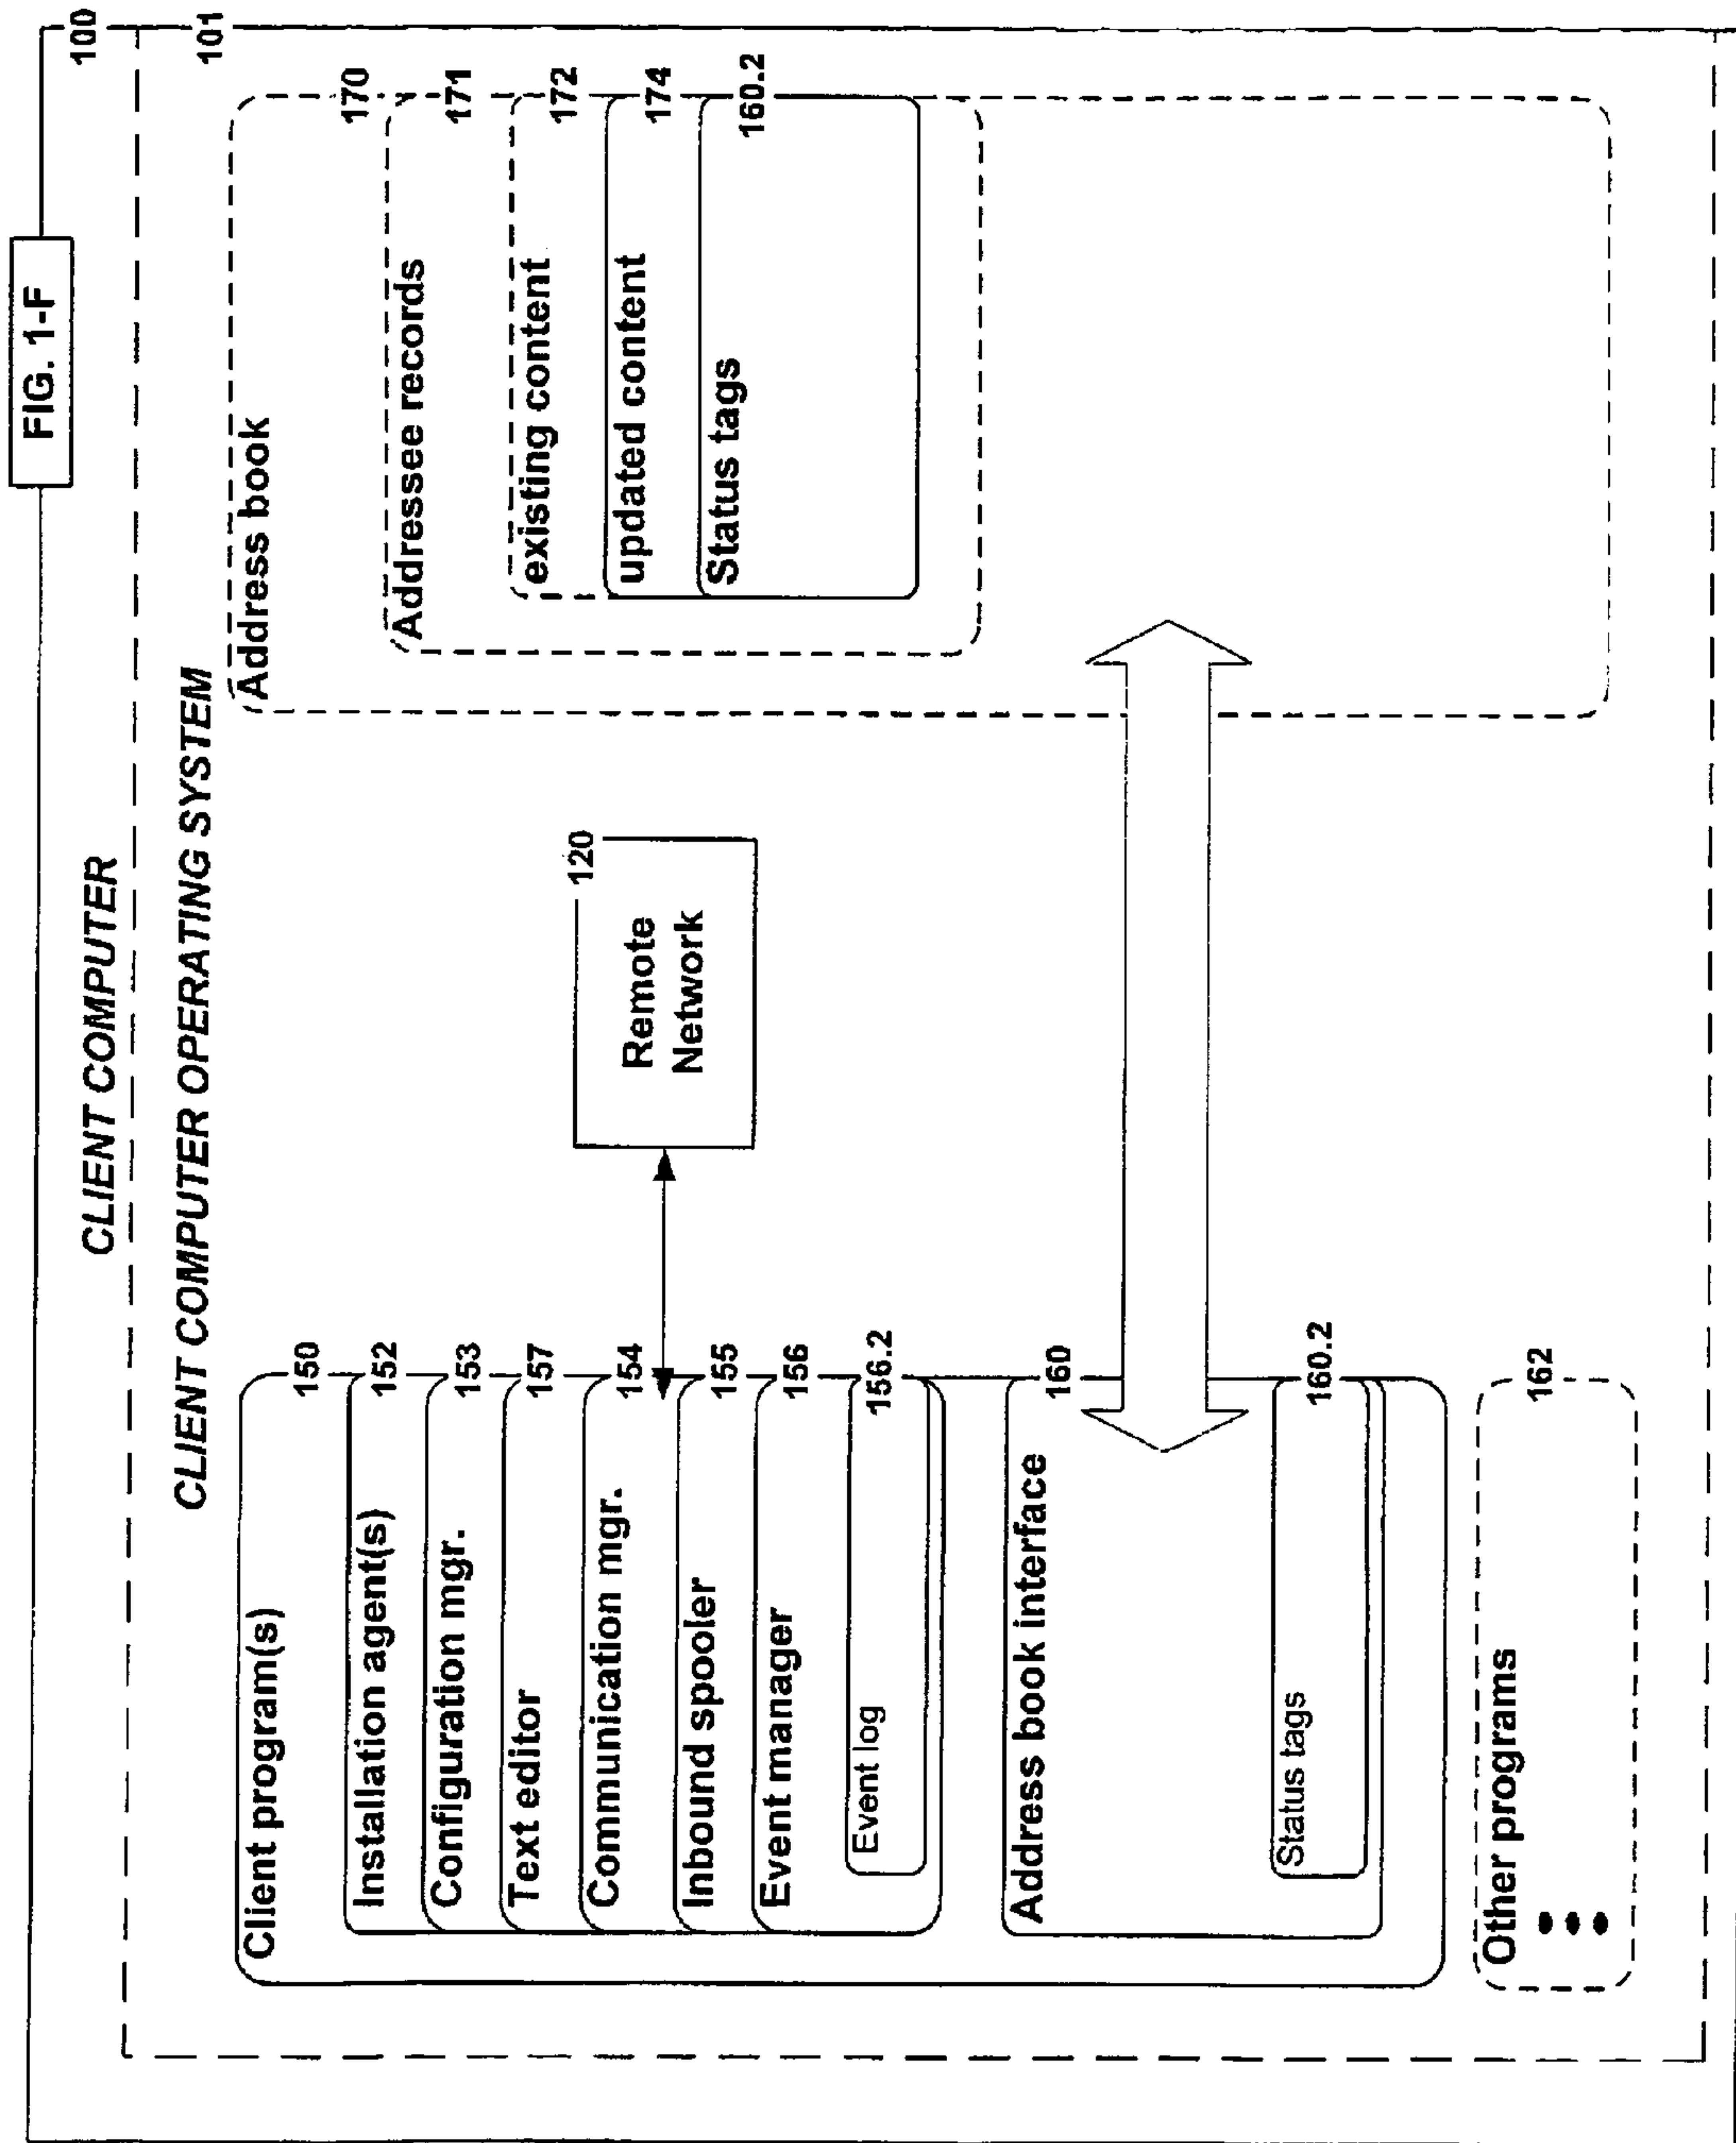 FIG. 1-F
100
CLIENT COMPUTER
101
CLIENT COMPUTER OPERATING SYSTEM
Client program(s)
150
Installation agent(s)
152
Configuration mgr.
153
Text editor
157
Communication mgr.
154
Inbound spooler
155
Event manager
156
Event log
156.2
Address book interface
160
Status tags
160.2
Other programs
162
Remote
Network
120
Address book
170
Addressee records
171
existing content
172
updated content
174
Status tags
160.2